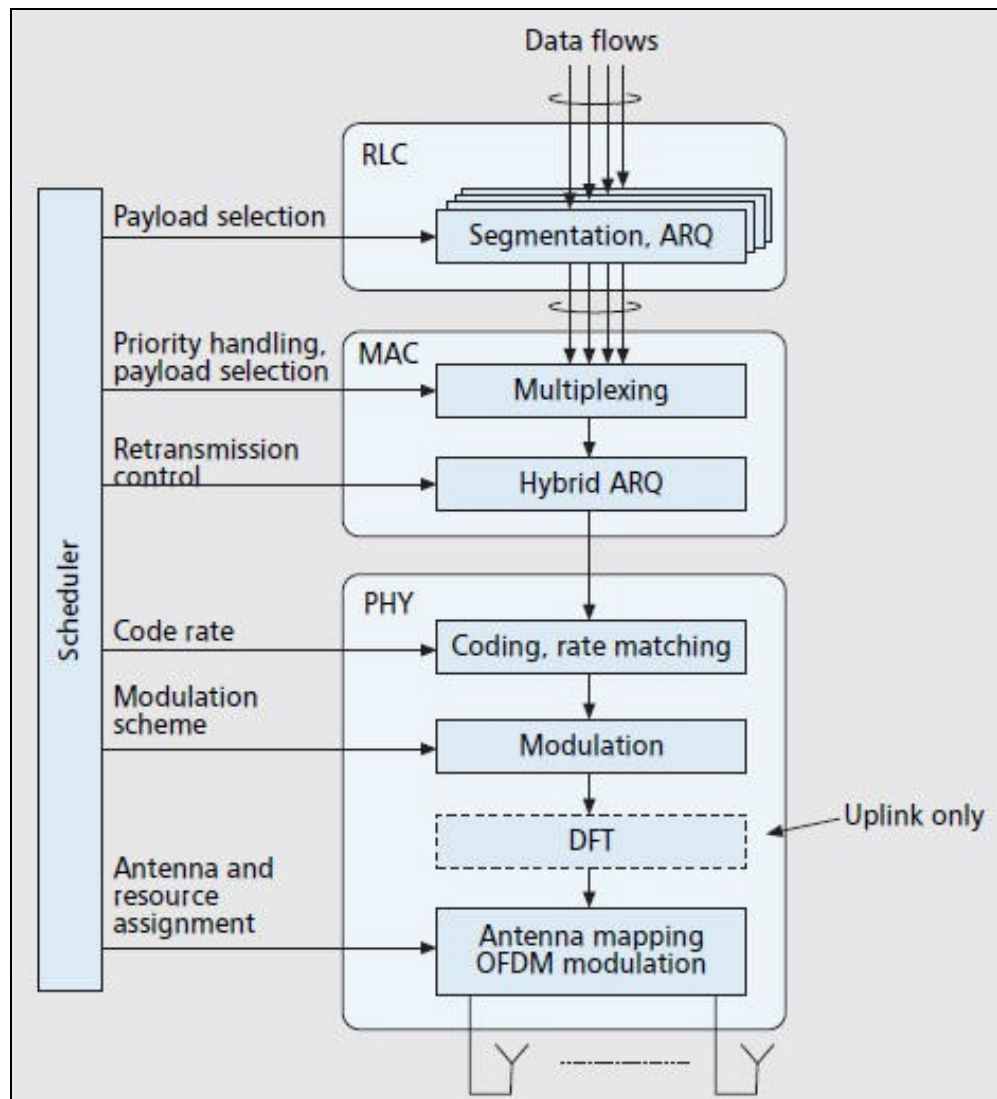 Data flows
RLC
Payload selection
Segmentation, ARQ
Priority handling,
payload selection
MAC
Multiplexing
Retransmission
control
Hybrid ARQ
Scheduler
PHY
Code rate
Coding, rate matching
Modulation
scheme
Modulation
Uplink only
DFT
Antenna and
resource
assignment
Antenna mapping
OFDM modulation